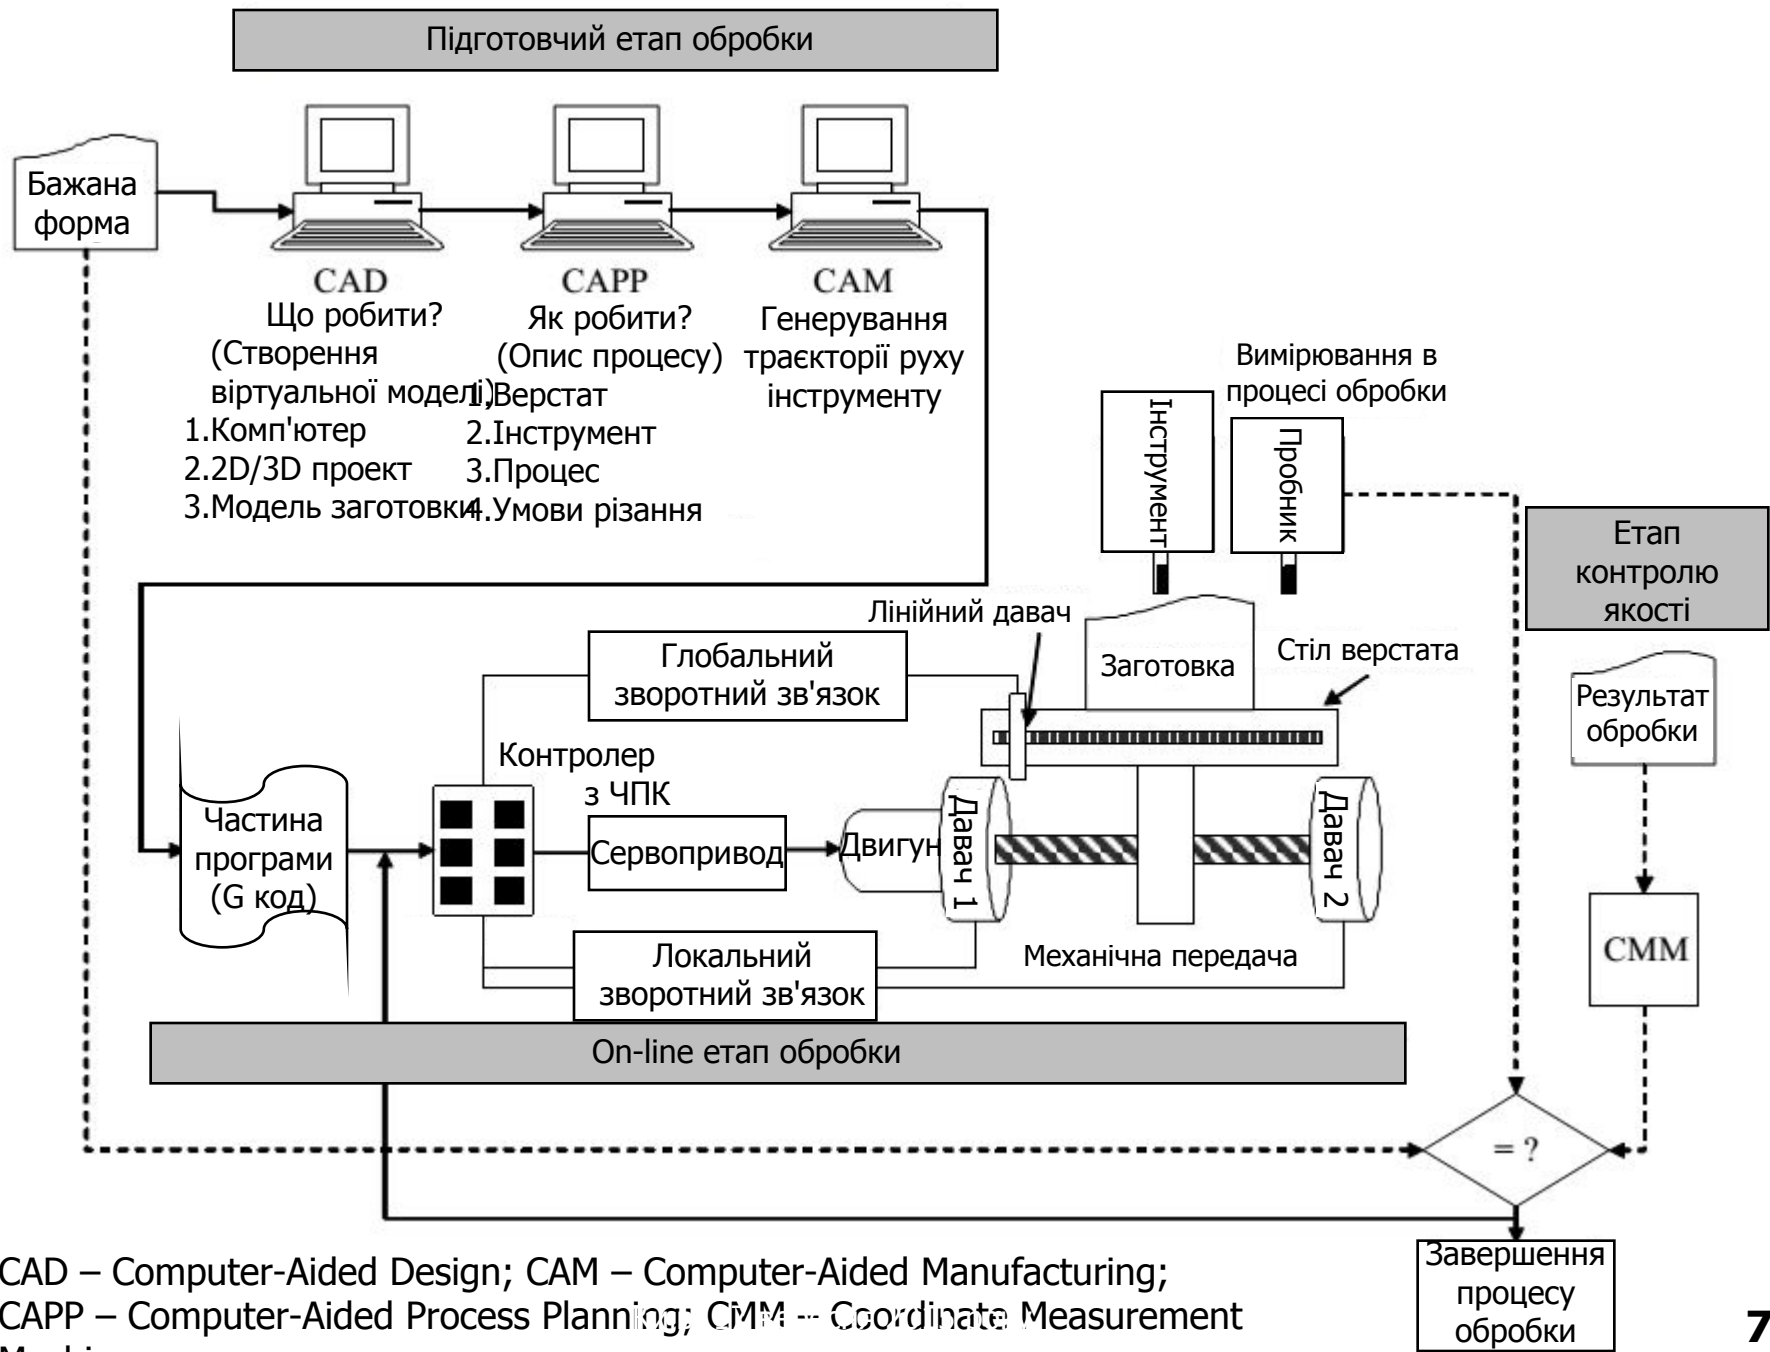 Підготовчий етап обробки
Бажана
форма
CAD
Що робити?
(Створення
віртуальної моделі)
1.Комп'ютер
2.2D/3D проект
3.Модель заготовки
CAPP
Як робити?
(Опис процесу)
1.Верстат
2.Інструмент
3.Процес
4.Умови різання
CAM
Генерування
траєкторії руху
інструменту
Вимірювання в
процесі обробки
Інструмент
Пробник
Етап
контролю
якості
Лінійний давач
Заготовка
Стіл верстата
Глобальний
зворотний зв'язок
Результат
обробки
Контролер
з ЧПК
Частина
програми
(G код)
Сервопривод
Двигун
Давач 1
Давач 2
Локальний
зворотний зв'язок
Механічна передача
CMM
On-line етап обробки
= ?
Завершення
процесу
обробки
CAD – Computer-Aided Design; CAM – Computer-Aided Manufacturing;
CAPP – Computer-Aided Process Planning; CMM – Coordinate Measurement
7